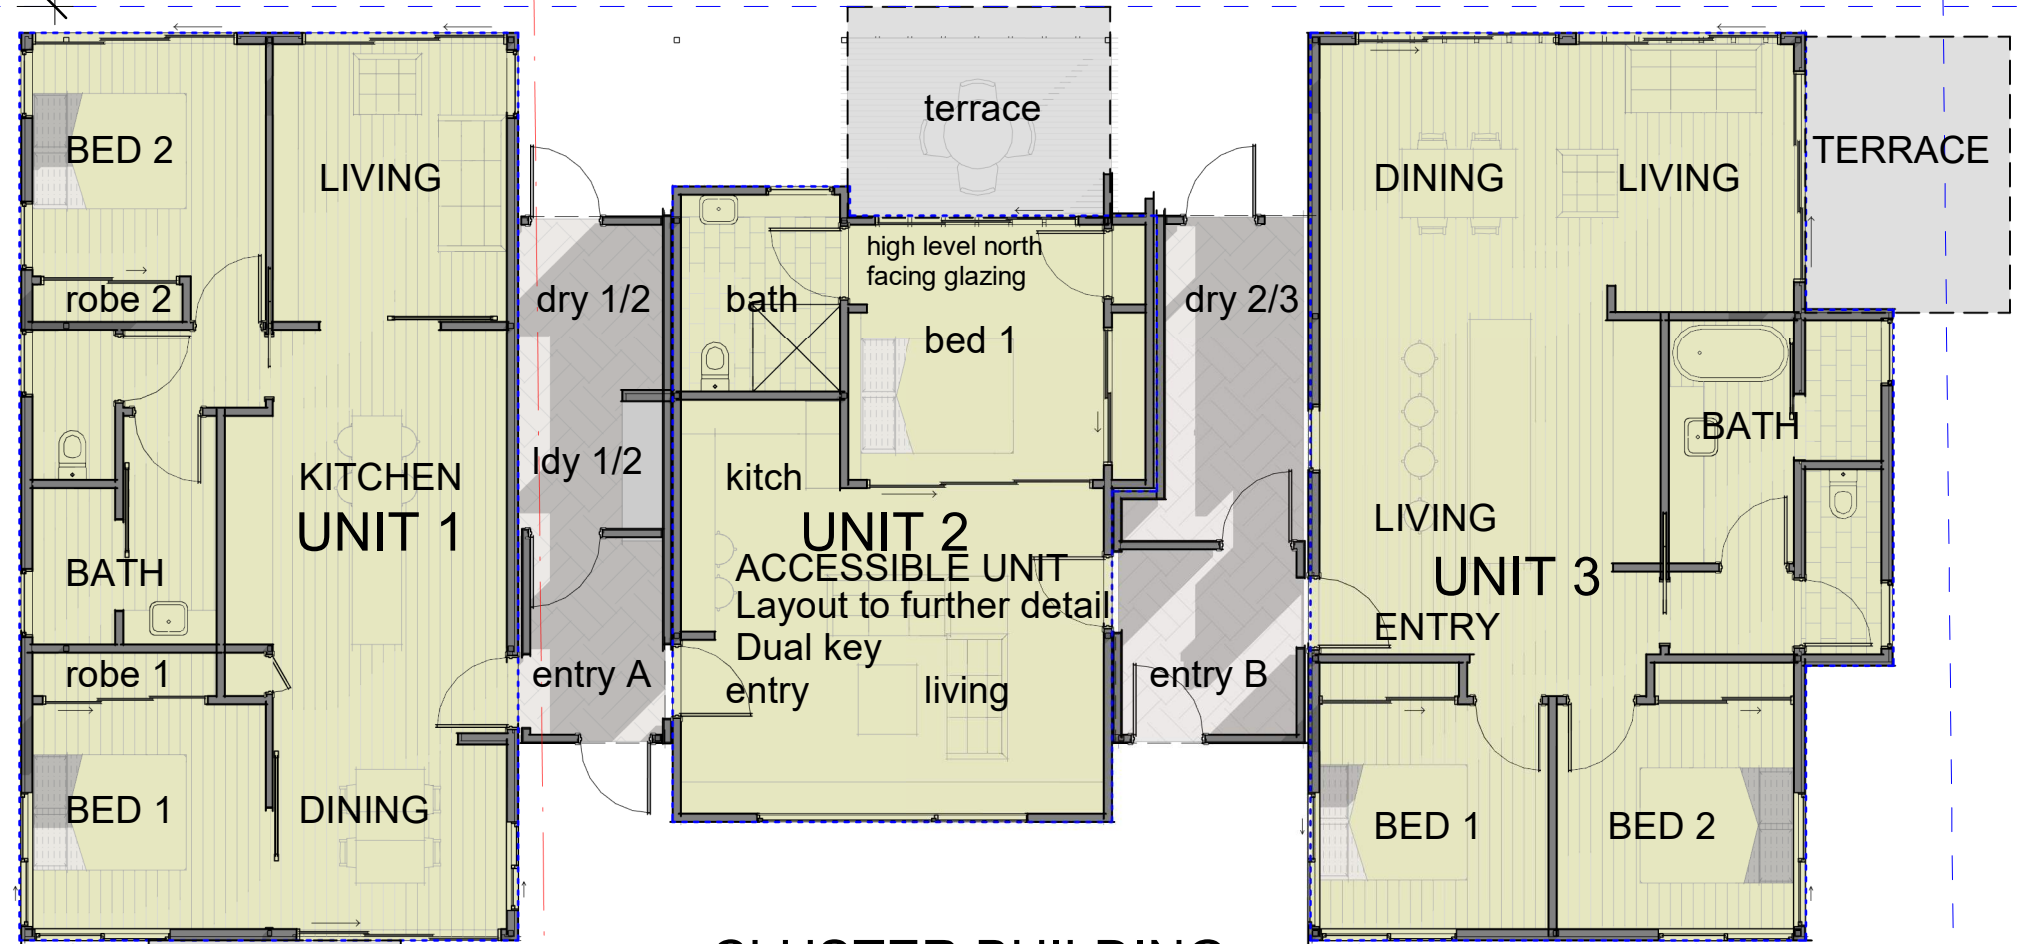 BED 2
LIVING
robe 2
KITCHEN
UNIT 1
BATH
robe 1
BED 1
DINING
dry 1/2
ldy 1/2
entry A
terrace
high level north
facing glazing
bath
bed 1
kitch
UNIT 2
ACCESSIBLE UNIT
Layout to further detail
Dual key
entry
living
dry 2/3
entry B
DINING
LIVING
TERRACE
BATH
LIVING
UNIT 3
ENTRY
BED 1
BED 2
CLUSTER BUILDING